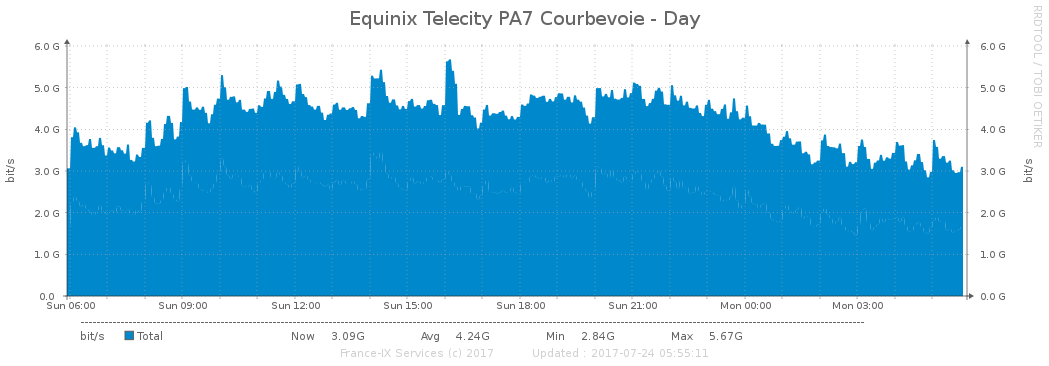 Equinix Telecity PA7 Courbevoie - Day
RRDTOOL / TOBI OETIKER
bit/s
6.0 G 6.0 G
5.0 G 5.0 G
4.0 G 4.0 G
3.0 G 3.0 G
2.0 G 2.0 G
1.0 G 1.0 G
0.0 0.0 G
bit/s
Sun 06:00 Sun 09:00 Sun 12:00 Sun 15:00 Sun 18:00 Sun 21:00 Mon 00:00 Mon 03:00
bit/s Total Now 3.09G Avg 4.24G Min 2.84G Max 5.67G
France-IX Services (c) 2017 Updated : 2017-07-24 05:55:11